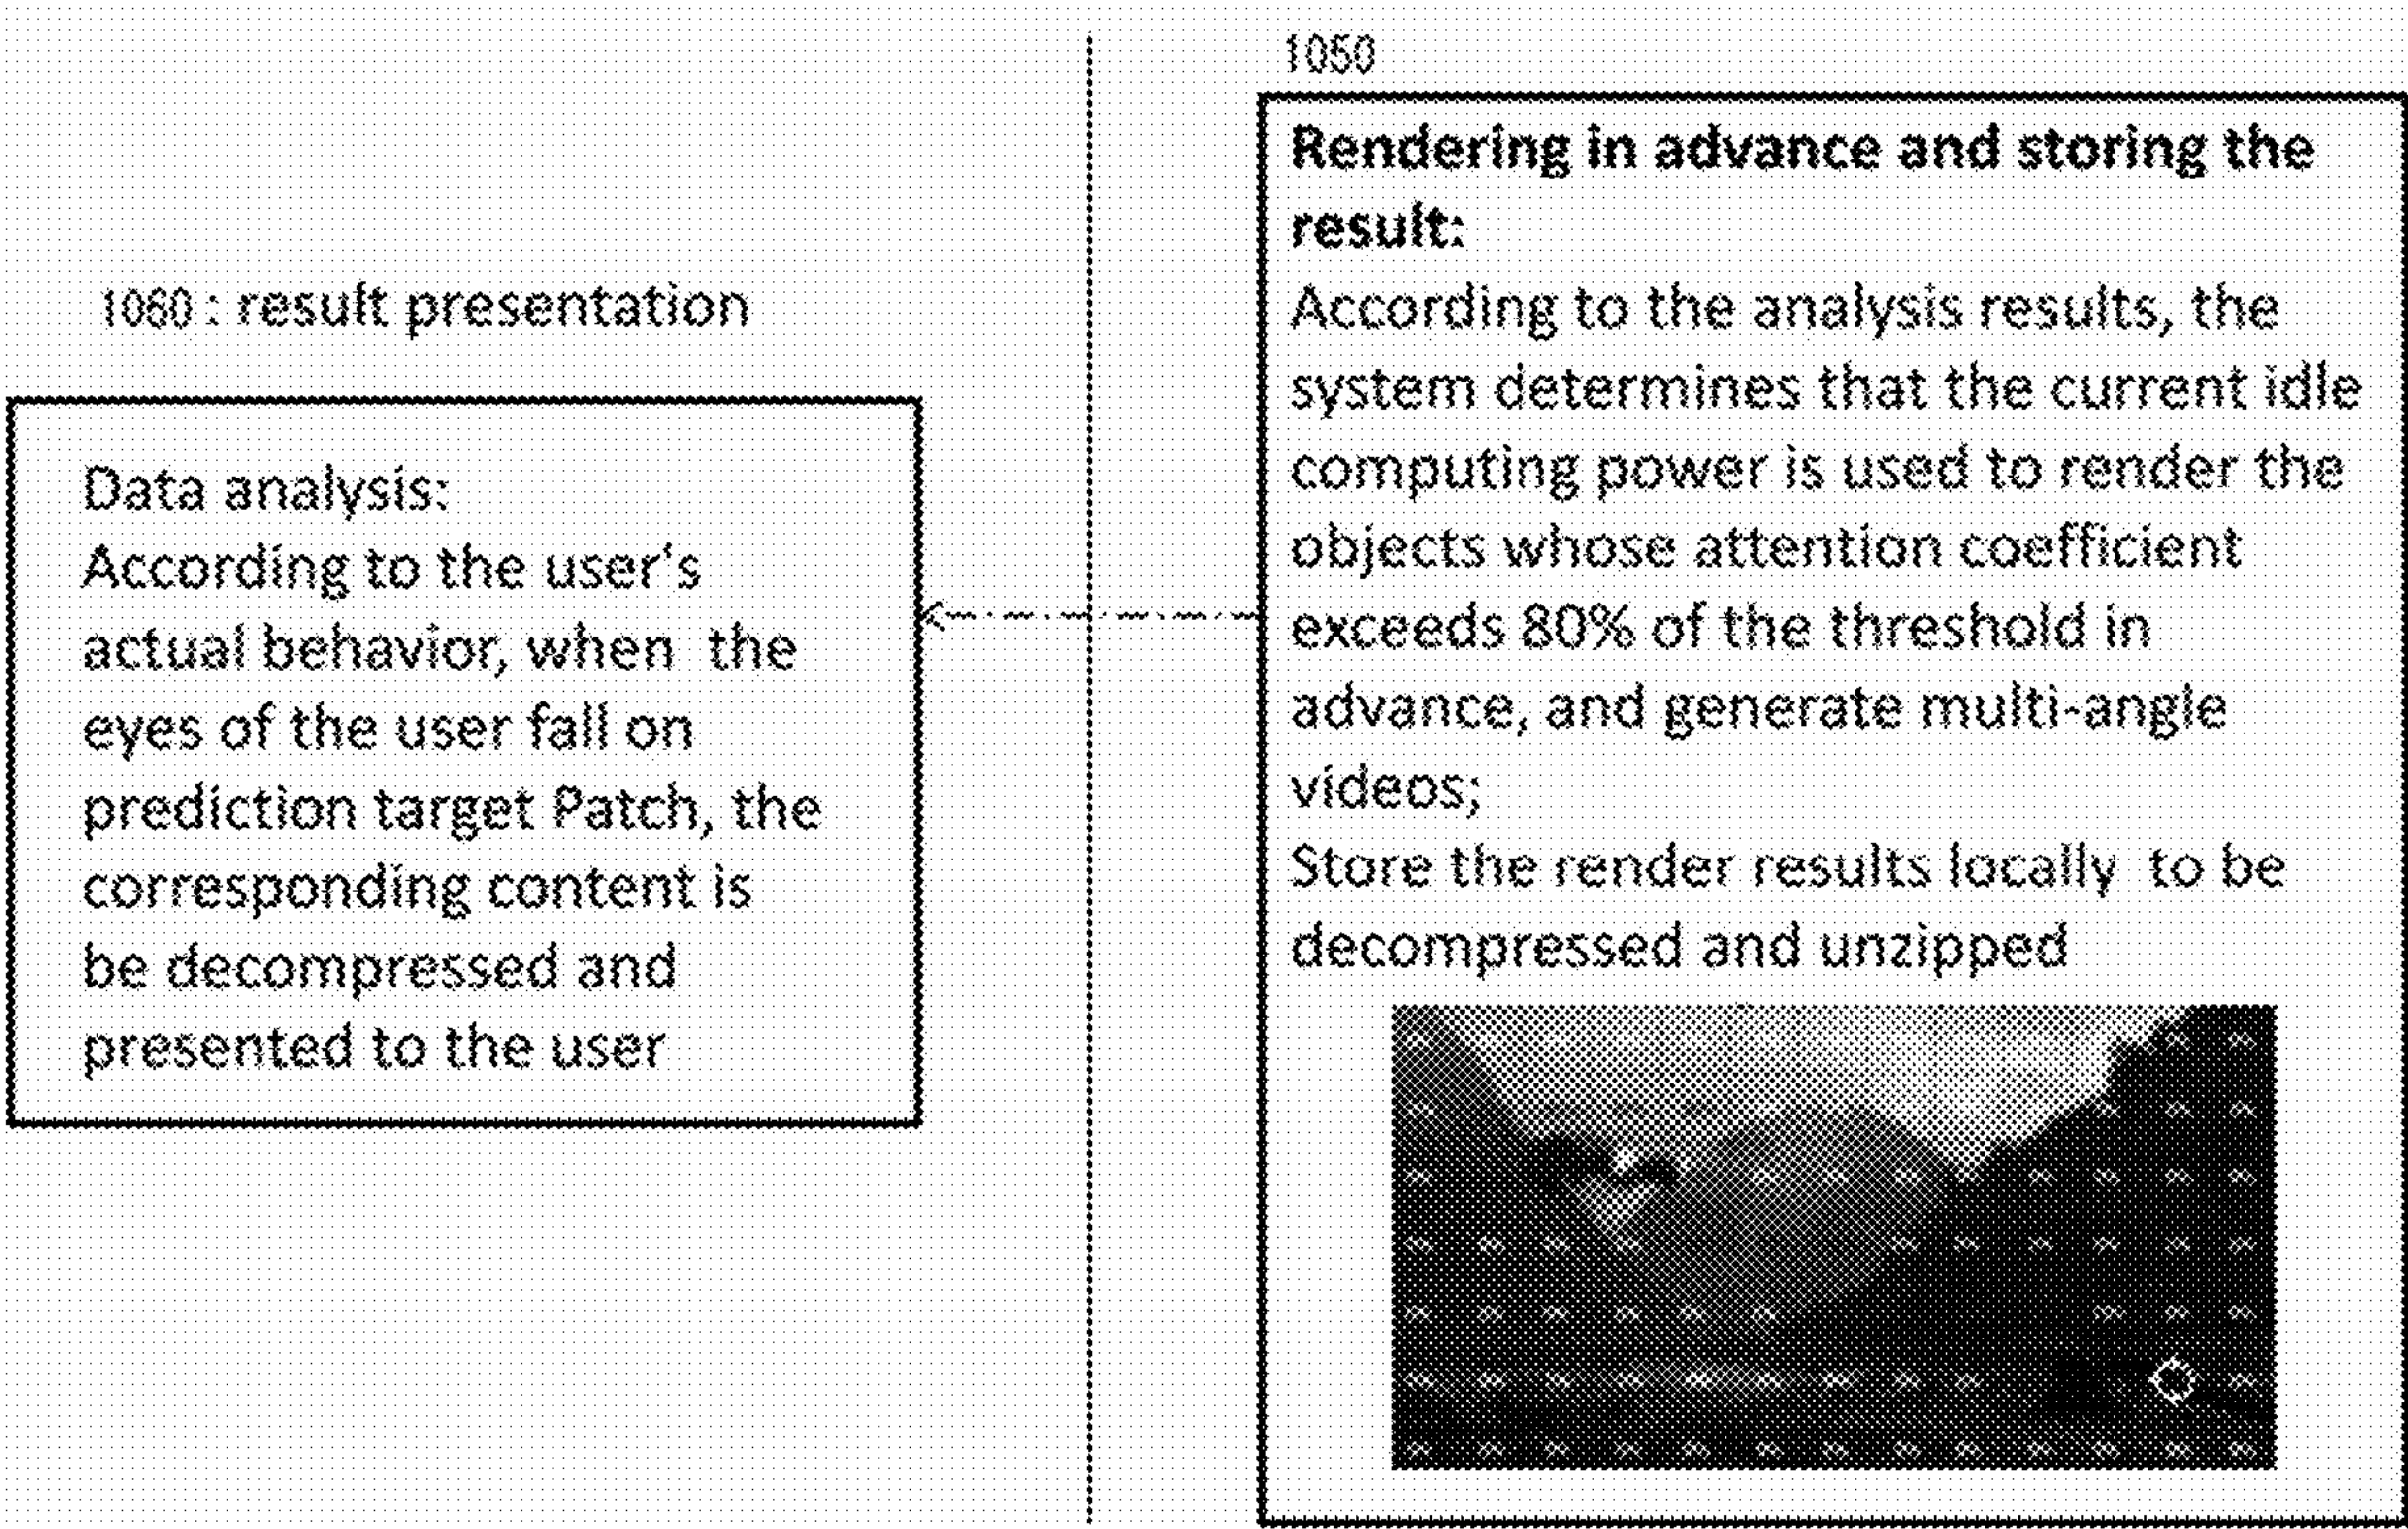 1060 : result presentation
Data analysis:
According to the user's
actual behavior, when the
eyes of the user fall on
prediction target Patch, the
corresponding content is
be decompressed and
presented to the user
1050
Rendering in advance and storing the
result:
According to the analysis results, the
system determines that the current idle
computing power is used to render the
objects whose attention coefficient
exceeds 80% of the threshold in
advance, and generate multi-angle
videos;
Store the render results locally to be
decompressed and unzipped